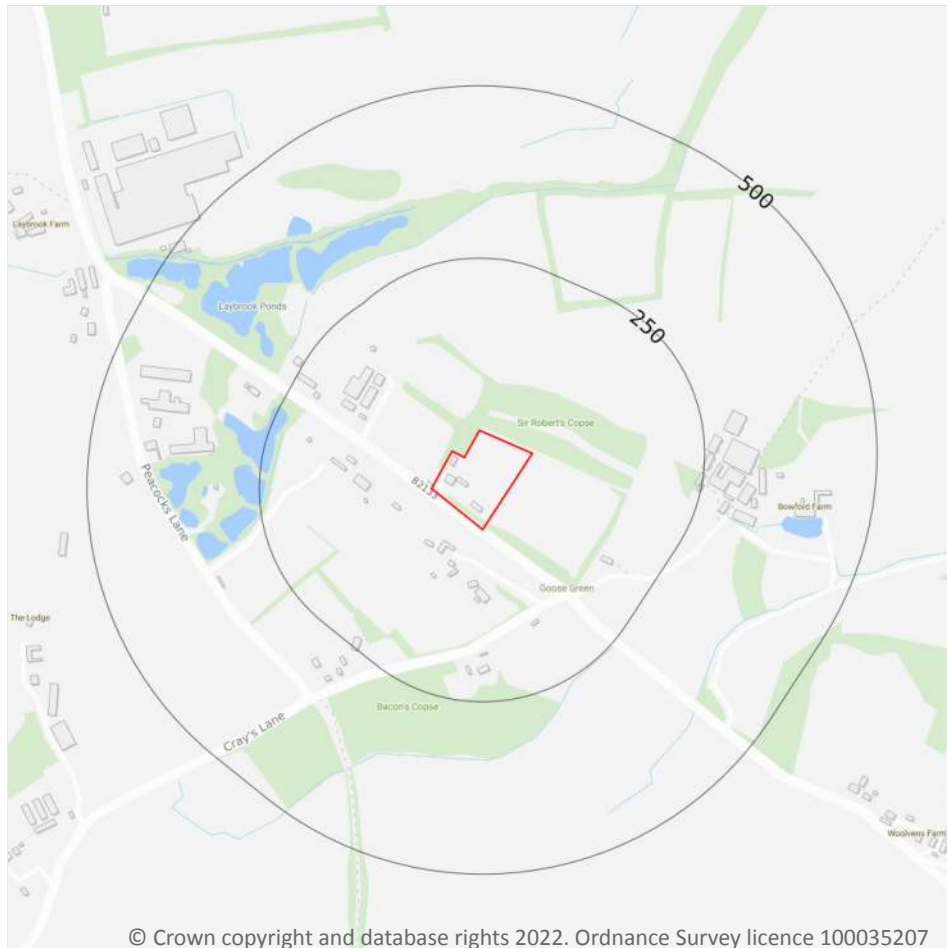 500
Laybrook Farm
Laybrook Ponds
250
Sir Robert's Copse
Peacocks Lane
B2133
Bowford Farm
Goose Green
The Lodge
Bacon's Copse
Cray's Lane
Woolvens Farm
© Crown copyright and database rights 2022. Ordnance Survey licence 100035207